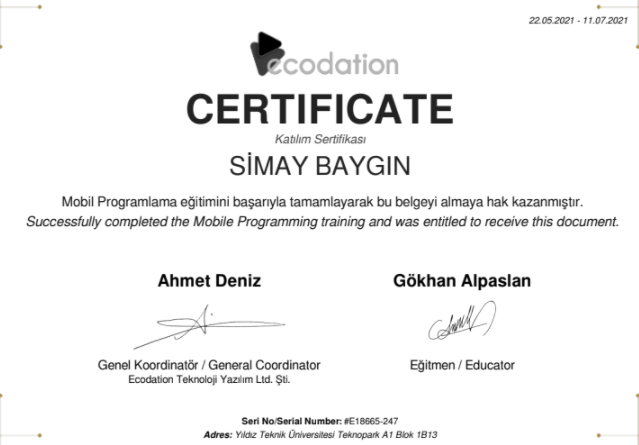 22.05.2021 - 11.07.2021
ecodation
CERTIFICATE
Katılım Sertifikası
SİMAY BAYGIN
Mobil Programlama eğitimini başarıyla tamamlayarak bu belgeyi almaya hak kazanmıştır.
Successfully completed the Mobile Programming training and was entitled to receive this document.
Ahmet Deniz
Gökhan Alpaslan
Genel Koordinatör / General Coordinator
Ecodation Teknoloji Yazılım Ltd. Şti.
Eğitmen / Educator
Seri No/Serial Number: #E18665-247
Adres: Yıldız Teknik Üniversitesi Teknopark A1 Blok 1B13